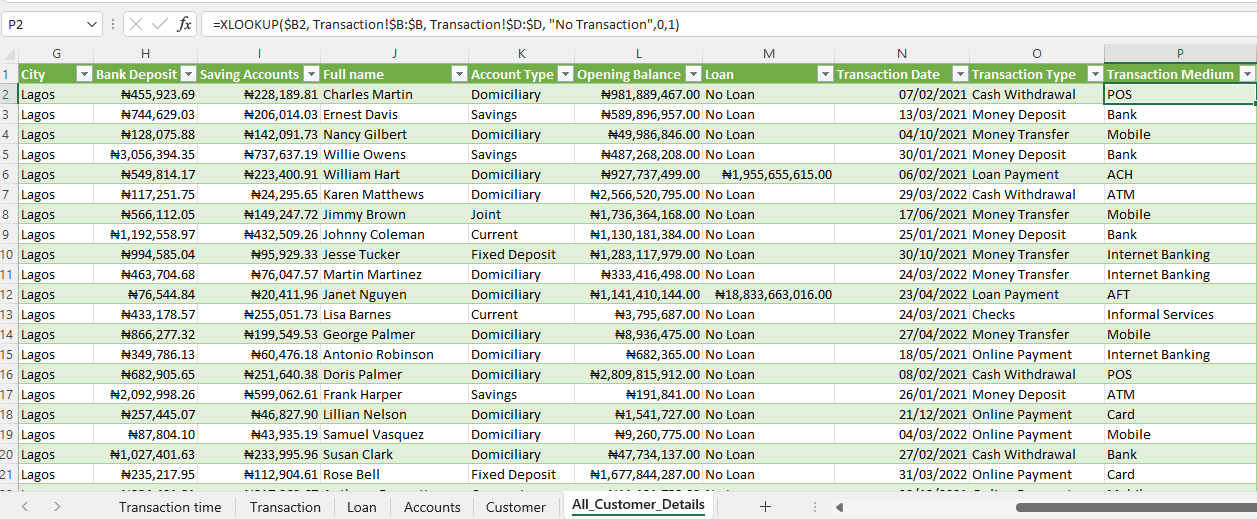 P2 fx =XLOOKUP($B2, Transaction!$B:$B, Transaction!$D:$D, "No Transaction",0,1)
G H I J K L M N O P
1 City Bank Deposit Saving Accounts Full name Account Type Opening Balance Loan Transaction Date Transaction Type Transaction Medium
2 Lagos ₦455,923.69 ₦228,189.81 Charles Martin Domiciliary ₦981,889,467.00 No Loan 07/02/2021 Cash Withdrawal POS
3 Lagos ₦744,629.03 ₦206,014.03 Ernest Davis Savings ₦589,896,957.00 No Loan 13/03/2021 Money Deposit Bank
4 Lagos ₦128,075.88 ₦142,091.73 Nancy Gilbert Domiciliary ₦49,986,846.00 No Loan 04/10/2021 Money Transfer Mobile
5 Lagos ₦3,056,394.35 ₦737,637.19 Willie Owens Savings ₦487,268,208.00 No Loan 30/01/2021 Money Deposit Bank
6 Lagos ₦549,814.17 ₦223,400.91 William Hart Domiciliary ₦927,737,499.00 ₦1,955,655,615.00 06/02/2021 Loan Payment ACH
7 Lagos ₦117,251.75 ₦24,295.65 Karen Matthews Domiciliary ₦2,566,520,795.00 No Loan 29/03/2022 Cash Withdrawal ATM
8 Lagos ₦566,112.05 ₦149,247.72 Jimmy Brown Joint ₦1,736,364,168.00 No Loan 17/06/2021 Money Transfer Mobile
9 Lagos ₦1,192,558.97 ₦432,509.26 Johnny Coleman Current ₦1,130,181,384.00 No Loan 25/01/2021 Money Deposit Bank
10 Lagos ₦994,585.04 ₦95,929.33 Jesse Tucker Fixed Deposit ₦1,283,117,979.00 No Loan 30/10/2021 Money Transfer Internet Banking
11 Lagos ₦463,704.68 ₦76,047.57 Martin Martinez Domiciliary ₦333,416,498.00 No Loan 24/03/2022 Money Transfer Internet Banking
12 Lagos ₦76,544.84 ₦20,411.96 Janet Nguyen Domiciliary ₦1,141,410,144.00 ₦18,833,663,016.00 23/04/2022 Loan Payment AFT
13 Lagos ₦433,178.57 ₦255,051.73 Lisa Barnes Current ₦3,795,687.00 No Loan 24/03/2021 Checks Informal Services
14 Lagos ₦866,277.32 ₦199,549.53 George Palmer Domiciliary ₦8,936,475.00 No Loan 27/04/2022 Money Transfer Mobile
15 Lagos ₦349,786.13 ₦60,476.18 Antonio Robinson Domiciliary ₦682,365.00 No Loan 18/05/2021 Online Payment Internet Banking
16 Lagos ₦682,905.65 ₦251,640.38 Doris Palmer Domiciliary ₦2,809,815,912.00 No Loan 08/02/2021 Cash Withdrawal POS
17 Lagos ₦2,092,998.26 ₦599,062.61 Frank Harper Savings ₦191,841.00 No Loan 26/01/2021 Money Deposit ATM
18 Lagos ₦257,445.07 ₦46,827.90 Lillian Nelson Domiciliary ₦1,541,727.00 No Loan 21/12/2021 Online Payment Card
19 Lagos ₦87,804.10 ₦43,935.19 Samuel Vasquez Domiciliary ₦9,260,775.00 No Loan 04/03/2022 Online Payment Mobile
20 Lagos ₦1,027,401.63 ₦233,995.96 Susan Clark Domiciliary ₦47,734,137.00 No Loan 27/02/2021 Cash Withdrawal Bank
21 Lagos ₦235,217.95 ₦112,904.61 Rose Bell Fixed Deposit ₦1,677,844,287.00 No Loan 31/03/2022 Online Payment Card
Transaction time Transaction Loan Accounts Customer All_Customer_Details